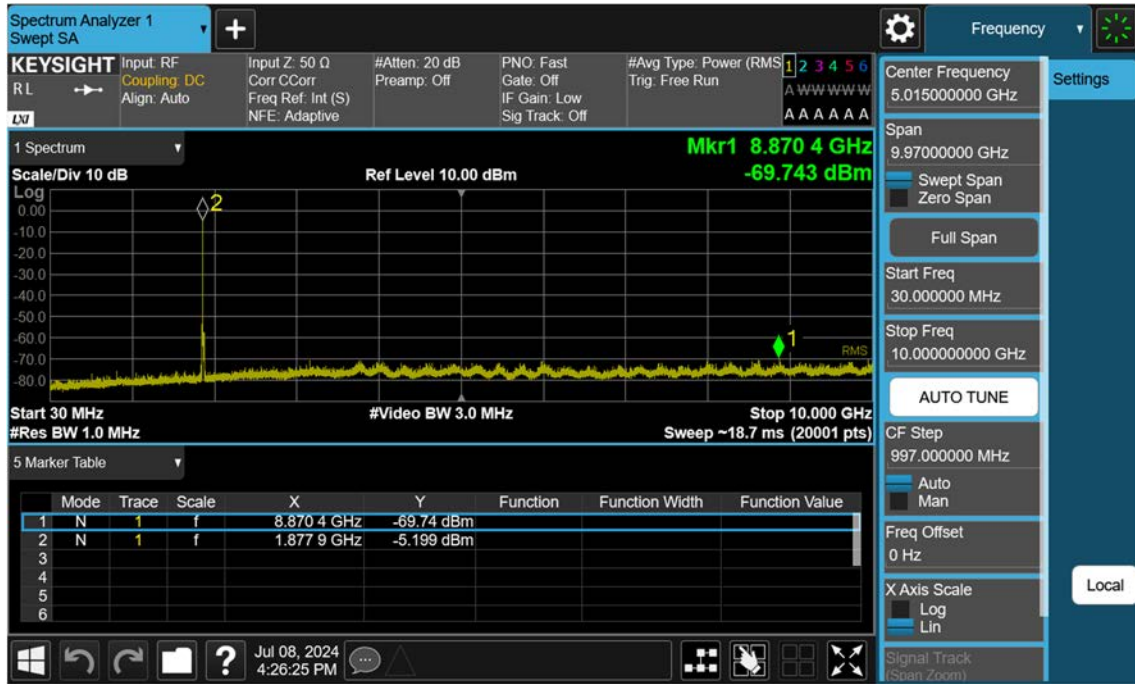 Spectrum Analyzer 1
Swept SA
+
Frequency
KEYSIGHT
RL
LXI
Input: RF
Coupling: DC
Align: Auto
Input Z: 50 Ω
Corr CCorr
Freq Ref: Int (S)
NFE: Adaptive
#Atten: 20 dB
Preamp: Off
PNO: Fast
Gate: Off
IF Gain: Low
Sig Track: Off
#Avg Type: Power (RMS
Trig: Free Run
1 2 3 4 5 6
A W W W W W
A A A A A A
1 Spectrum
Scale/Div 10 dB
Ref Level 10.00 dBm
Mkr1 8.870 4 GHz
-69.743 dBm
Log
0.00
-10.0
-20.0
-30.0
-40.0
-50.0
-60.0
-70.0
-80.0
2
1
RMS
Start 30 MHz
#Video BW 3.0 MHz
Stop 10.000 GHz
#Res BW 1.0 MHz
Sweep ~18.7 ms (20001 pts)
5 Marker Table
Mode Trace Scale X Y Function Function Width Function Value
1 N 1 f 8.870 4 GHz -69.74 dBm
2 N 1 f 1.877 9 GHz -5.199 dBm
3
4
5
6
?
Jul 08, 2024
4:26:25 PM
Center Frequency
5.015000000 GHz
Settings
Span
9.97000000 GHz
Swept Span
Zero Span
Full Span
Start Freq
30.000000 MHz
Stop Freq
10.000000000 GHz
AUTO TUNE
CF Step
997.000000 MHz
Auto
Man
Freq Offset
0 Hz
X Axis Scale
Log
Lin
Local
Signal Track
(Span Zoom)